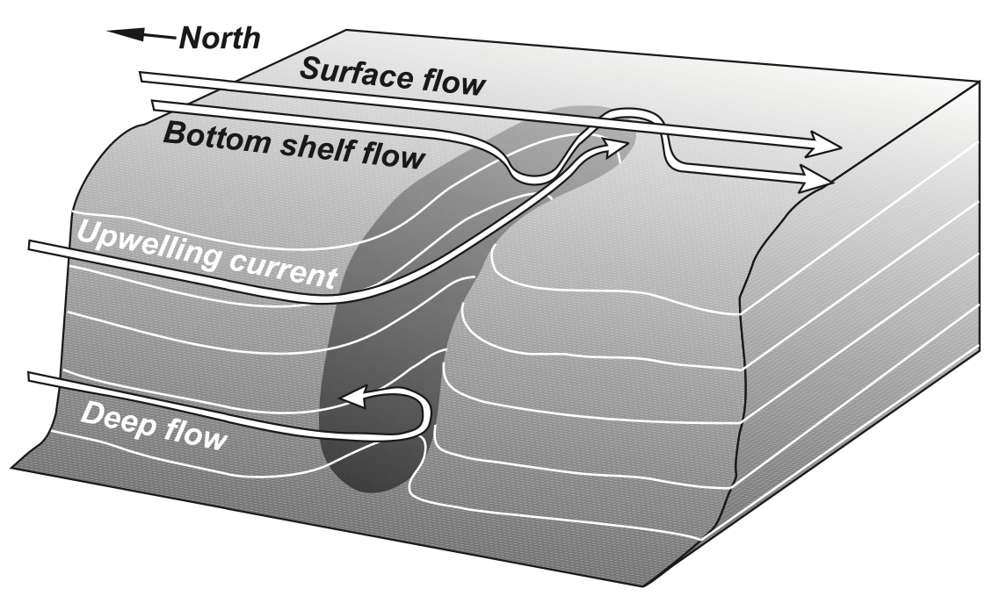 North
Surface flow
Bottom shelf flow
Upwelling current
Deep flow